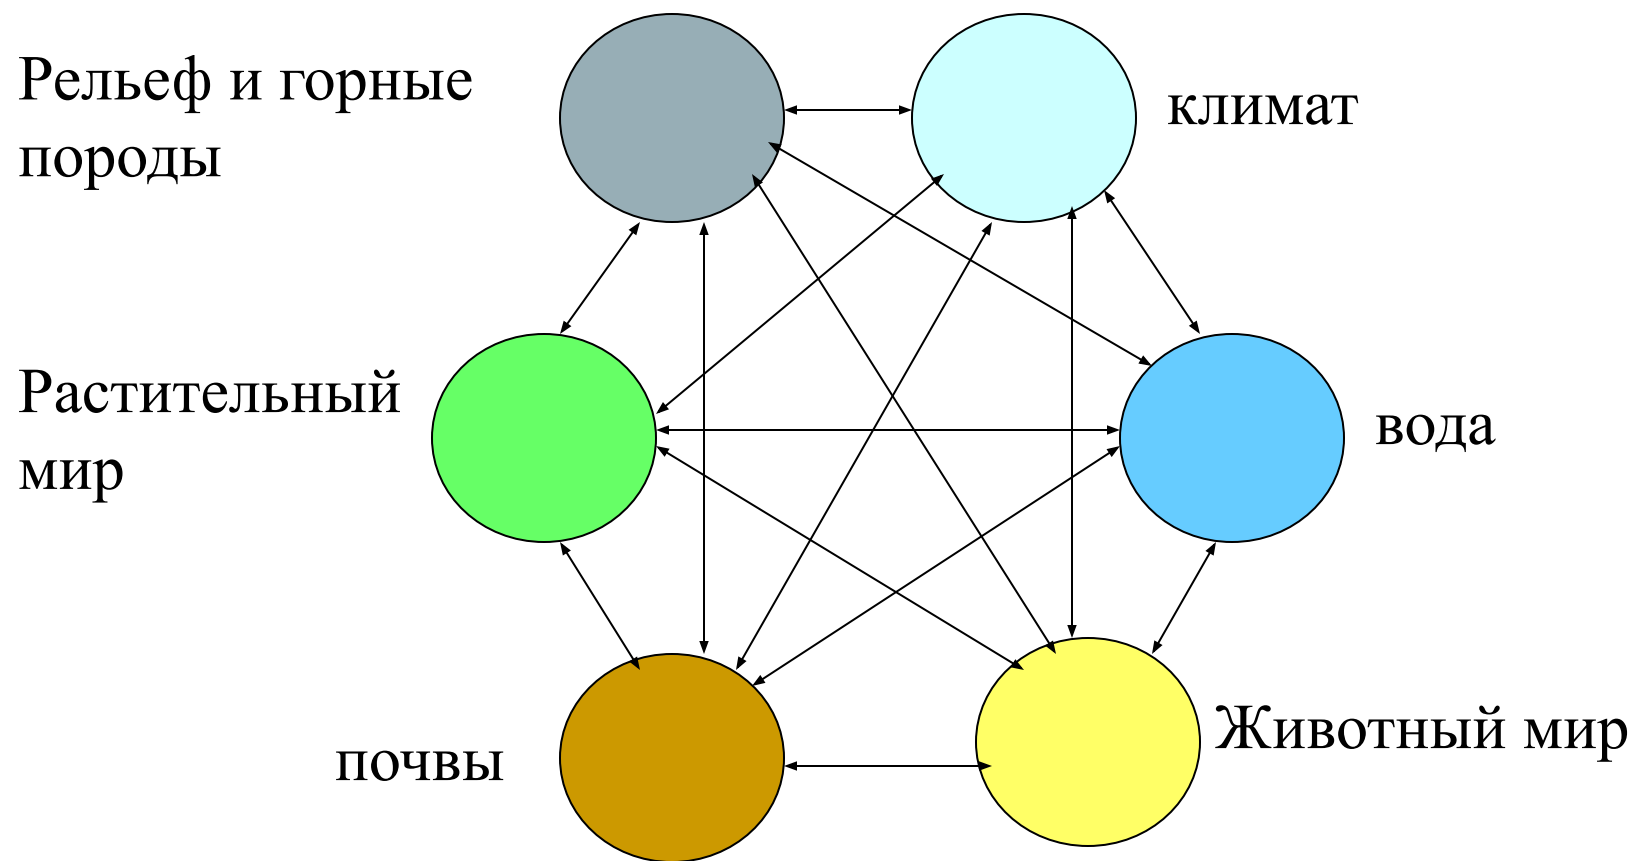 Рельеф и горные
породы
климат
Растительный
мир
вода
почвы
Животный мир